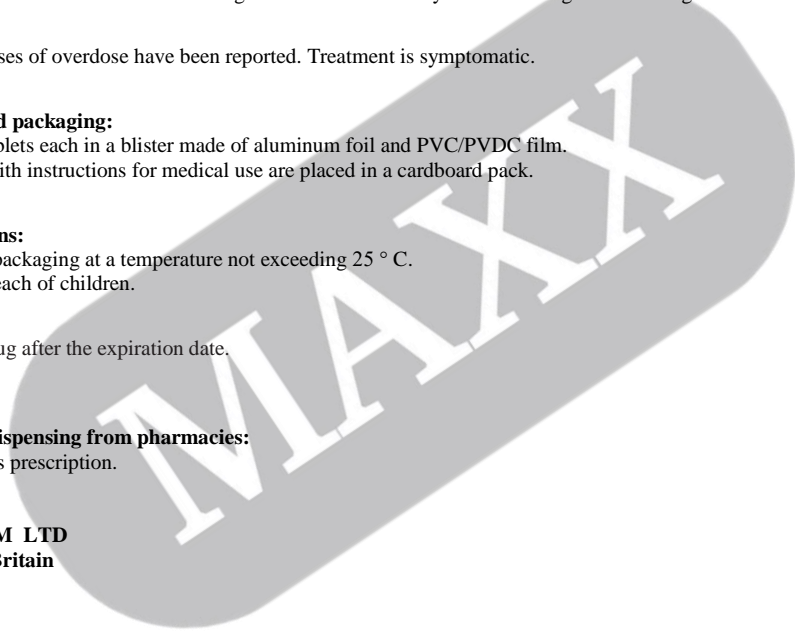 ses of overdose have been reported. Treatment is symptomatic.
d packaging:
blets each in a blister made of aluminum foil and PVC/PVDC film.
ith instructions for medical use are placed in a cardboard pack.
ns:
packaging at a temperature not exceeding 25 ° C.
each of children.
ug after the expiration date.
ispensing from pharmacies:
s prescription.
M LTD
Britain
MAXX